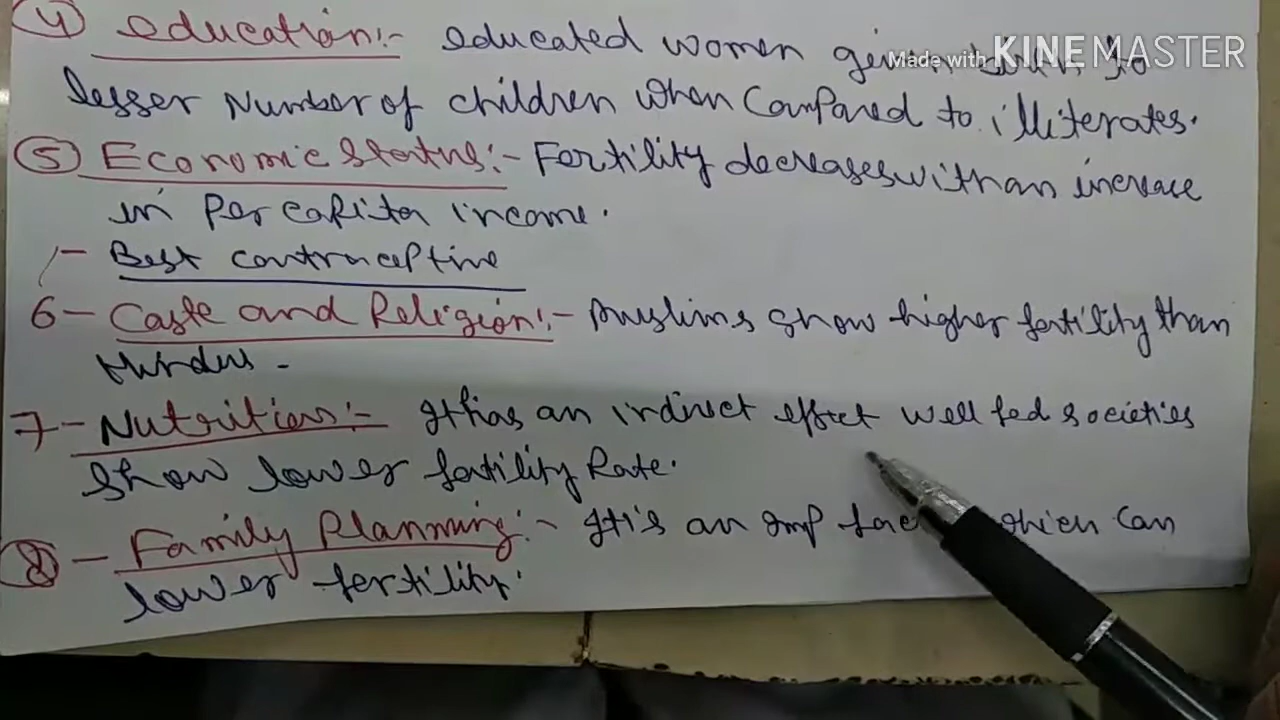 4 Education:- educated women given birth to
Made with KINEMASTER
lesser Number of children when compared to illiterates.
5 Economic Status:- Fertility decreases with an increase
in Per capita income.
- Best contraceptive
6- Caste and Religion:- Muslims show higher fertility than
Hindus -
7- Nutrition:- It has an indirect effect well fed societies
Show lower fertility Rate.
8- Family Planning:- It is an Imp which can
lower fertility.